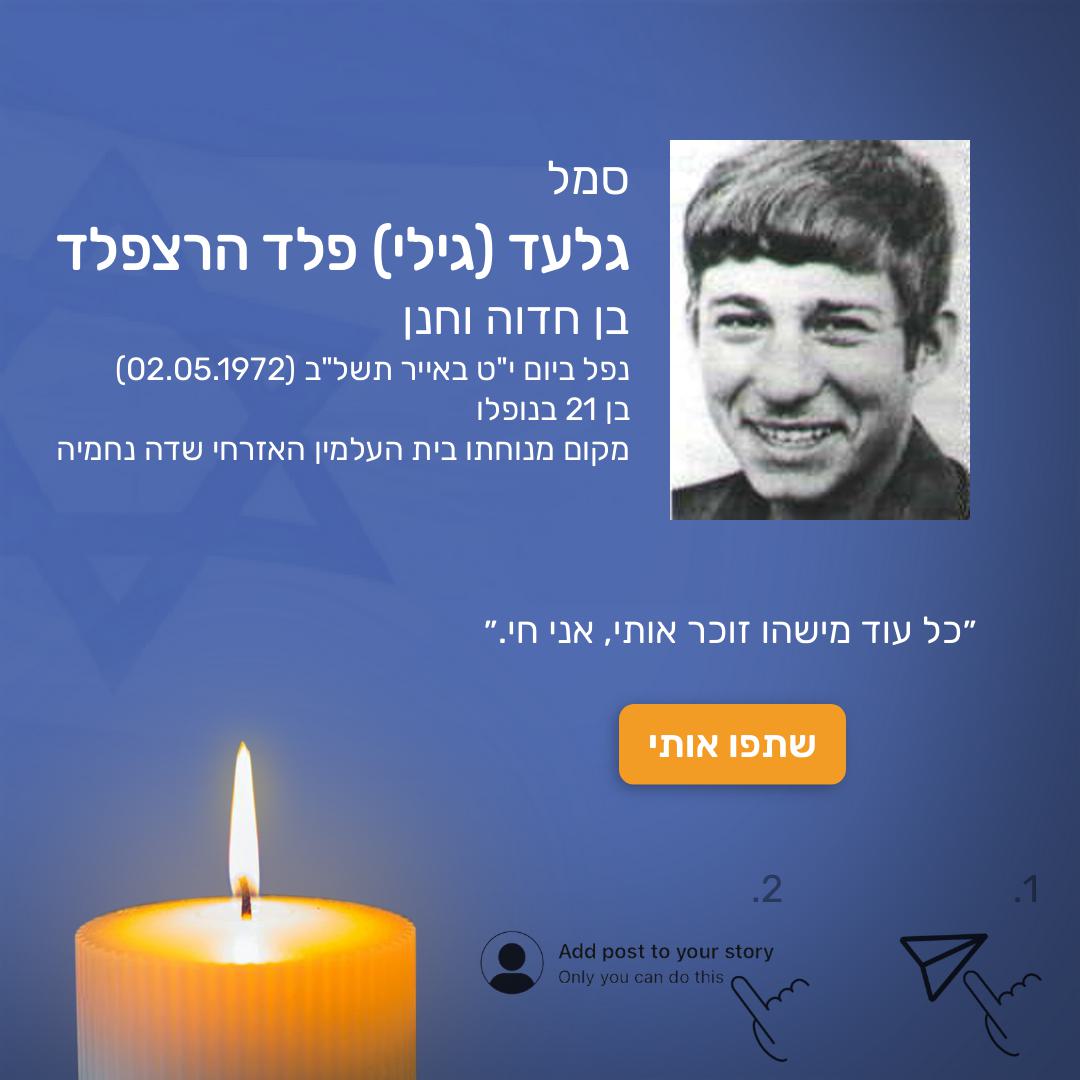 סמל
גלעד (גילי) פלד הרצפלד
בן חדוה וחנן
נפל ביום י"ט באייר תשל"ב (02.05.1972)
בן 21 בנופלו
מקום מנוחתו בית העלמין האזרחי שדה נחמיה
״כל עוד מישהו זוכר אותי, אני חי.״
שתפו אותי
1.
2.
Add post to your story
Only you can do this